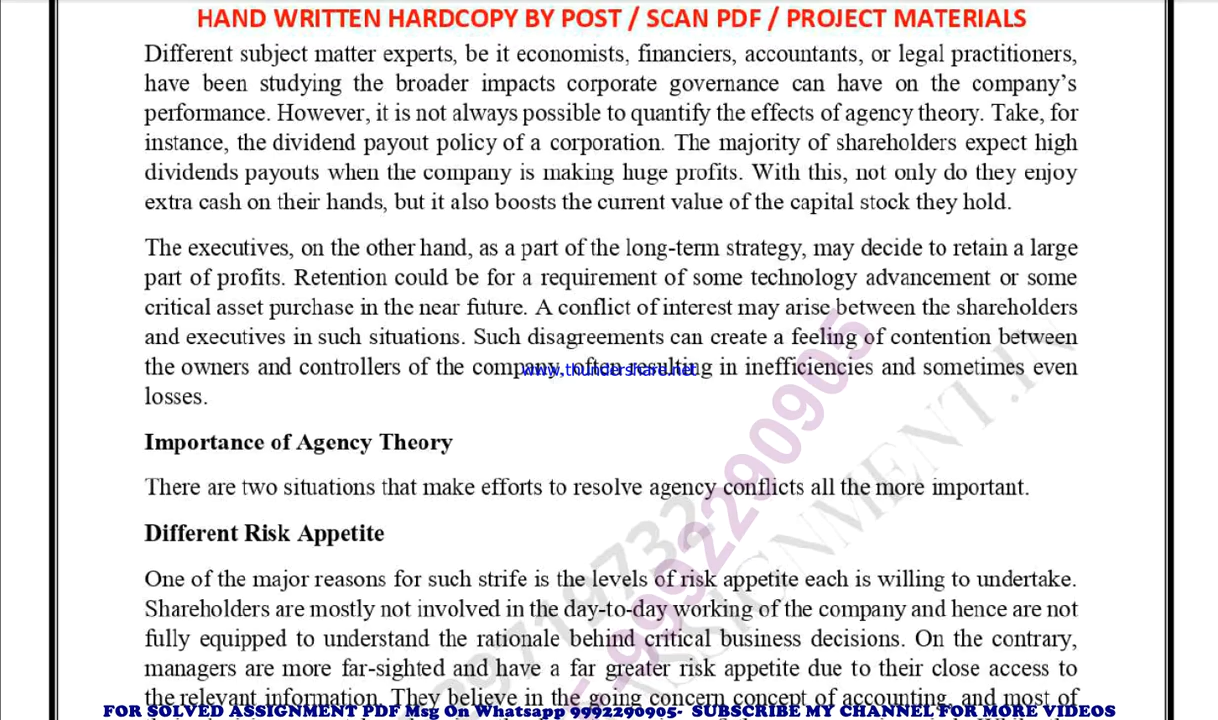 HAND WRITTEN HARDCOPY BY POST / SCAN PDF / PROJECT MATERIALS
Different subject matter experts, be it economists, financiers, accountants, or legal practitioners,
have been studying the broader impacts corporate governance can have on the company's
performance. However, it is not always possible to quantify the effects of agency theory. Take, for
instance, the dividend payout policy of a corporation. The majority of shareholders expect high
dividends payouts when the company is making huge profits. With this, not only do they enjoy
extra cash on their hands, but it also boosts the current value of the capital stock they hold.
The executives, on the other hand, as a part of the long-term strategy, may decide to retain a large
part of profits. Retention could be for a requirement of some technology advancement or some
critical asset purchase in the near future. A conflict of interest may arise between the shareholders
and executives in such situations. Such disagreements can create a feeling of contention between
the owners and controllers of the company, often resulting in inefficiencies and sometimes even
www.thundershare.net
losses.
Importance of Agency Theory
There are two situations that make efforts to resolve agency conflicts all the more important.
Different Risk Appetite
One of the major reasons for such strife is the levels of risk appetite each is willing to undertake.
Shareholders are mostly not involved in the day-to-day working of the company and hence are not
fully equipped to understand the rationale behind critical business decisions. On the contrary,
managers are more far-sighted and have a far greater risk appetite due to their close access to
the relevant information. They believe in the going concern concept of accounting, and most of
FOR SOLVED ASSIGNMENT PDF Msg On Whatsapp 9992290905- SUBSCRIBE MY CHANNEL FOR MORE VIDEOS